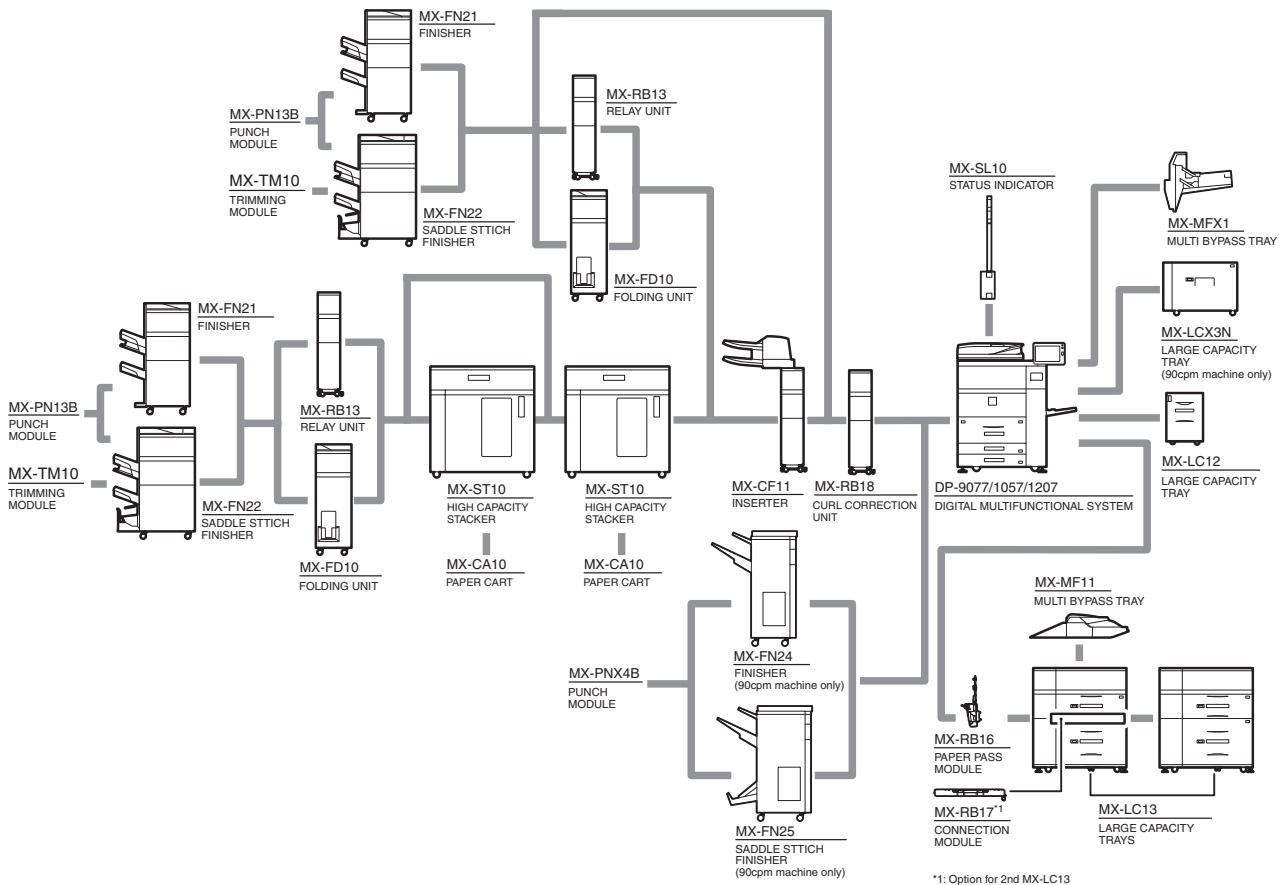 MX-FN21
FINISHER
MX-PN13B
PUNCH
MODULE
MX-TM10
TRIMMING
MODULE
MX-FN22
SADDLE STTICH
FINISHER
MX-RB13
RELAY UNIT
MX-FD10
FOLDING UNIT
MX-SL10
STATUS INDICATOR
MX-MFX1
MULTI BYPASS TRAY
MX-LCX3N
LARGE CAPACITY
TRAY
(90cpm machine only)
MX-LC12
LARGE CAPACITY
TRAY
MX-FN21
FINISHER
MX-PN13B
PUNCH
MODULE
MX-TM10
TRIMMING
MODULE
MX-FN22
SADDLE STTICH
FINISHER
MX-RB13
RELAY UNIT
MX-FD10
FOLDING UNIT
MX-ST10
HIGH CAPACITY
STACKER
MX-CA10
PAPER CART
MX-ST10
HIGH CAPACITY
STACKER
MX-CA10
PAPER CART
MX-CF11
INSERTER
MX-RB18
CURL CORRECTION
UNIT
DP-9077/1057/1207
DIGITAL MULTIFUNCTIONAL SYSTEM
MX-PNX4B
PUNCH
MODULE
MX-FN24
FINISHER
(90cpm machine only)
MX-FN25
SADDLE STTICH
FINISHER
(90cpm machine only)
MX-MF11
MULTI BYPASS TRAY
MX-RB16
PAPER PASS
MODULE
MX-RB17*1
CONNECTION
MODULE
MX-LC13
LARGE CAPACITY
TRAYS
*1: Option for 2nd MX-LC13